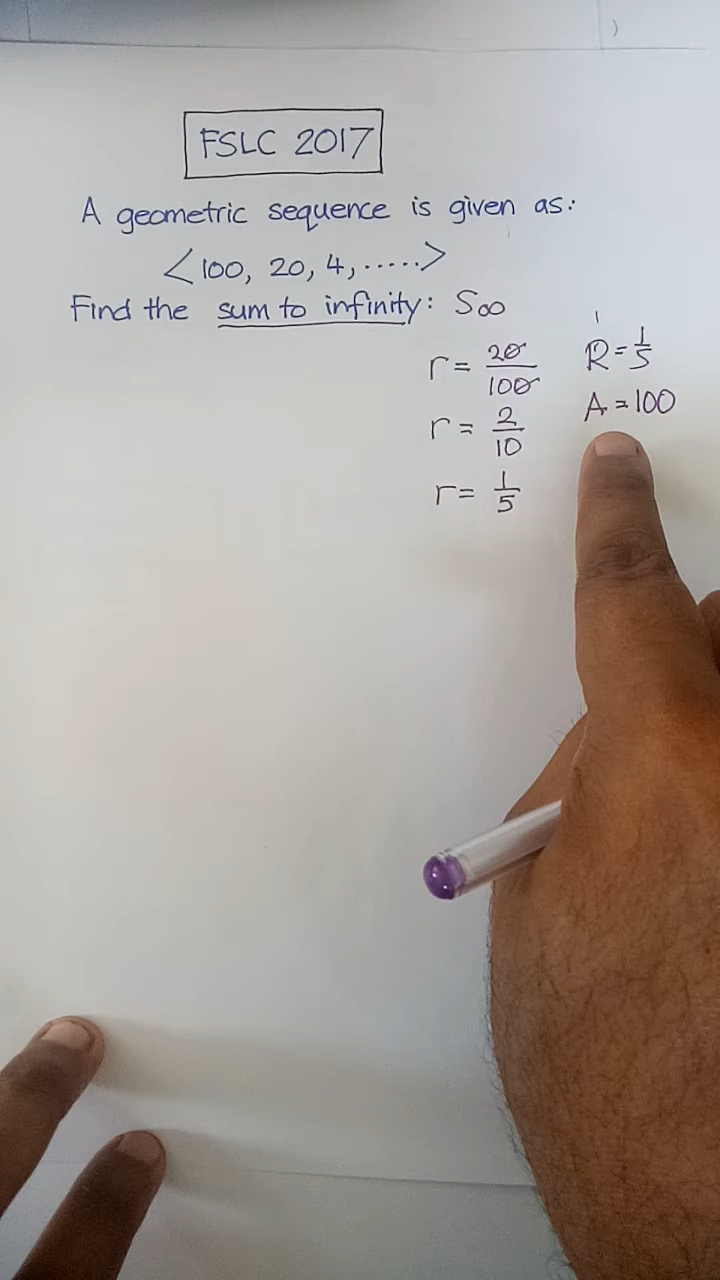 FSLC 2017
A geometric sequence is given as:
<100, 20, 4, .....>
Find the sum to infinity: S∞
r = 20/100
r = 2/10
r = 1/5
R = 1/5
A = 100